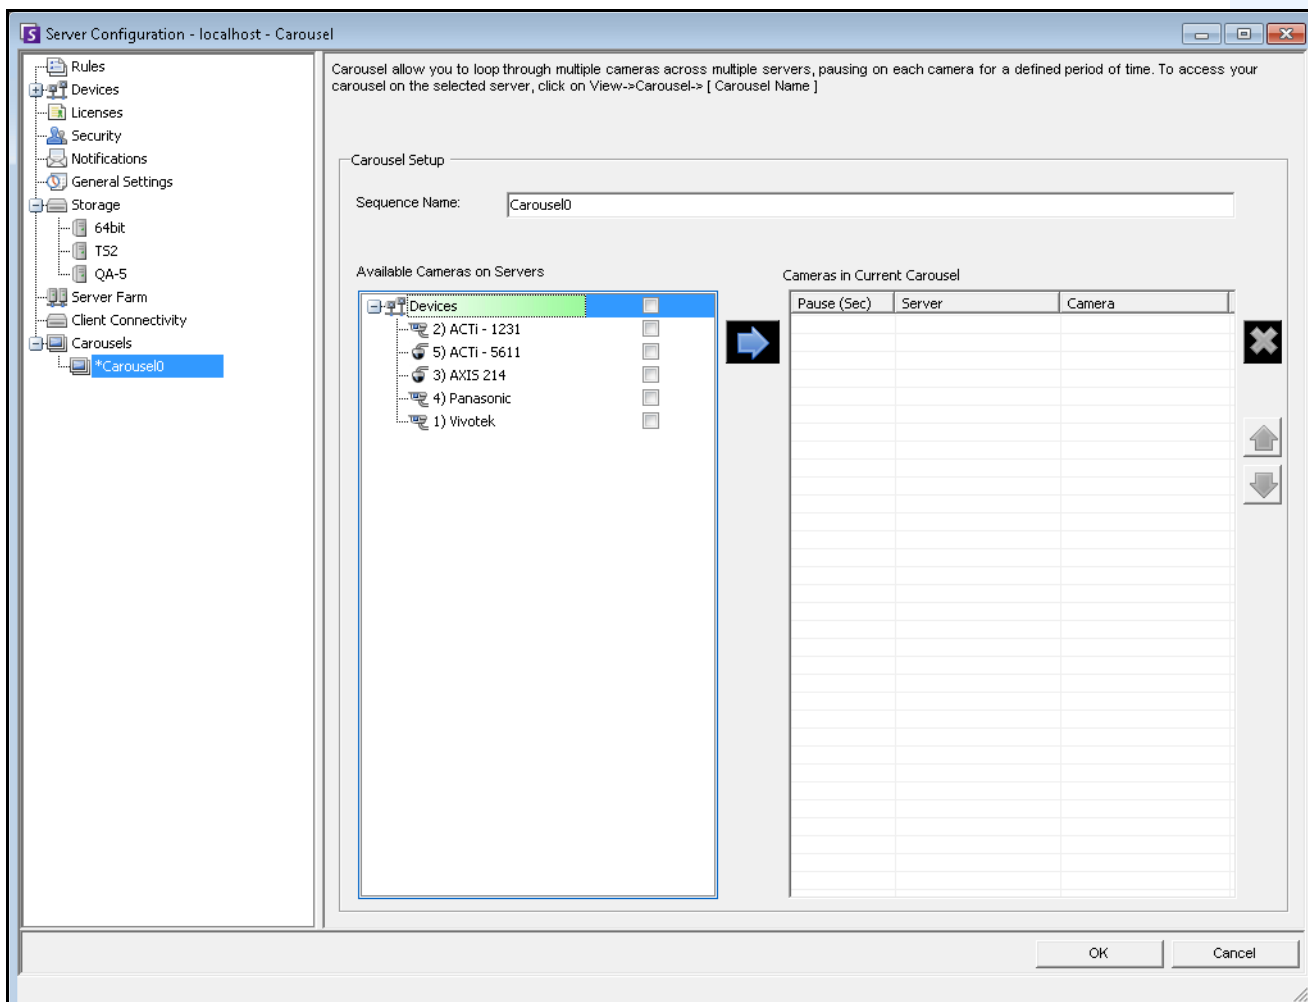 Server Configuration - localhost - Carousel
Rules
Devices
Licenses
Security
Notifications
General Settings
Storage
64bit
TS2
QA-5
Server Farm
Client Connectivity
Carousels
*Carousel0
Carousel allow you to loop through multiple cameras across multiple servers, pausing on each camera for a defined period of time. To access your
carousel on the selected server, click on View->Carousel-> [ Carousel Name ]
Carousel Setup
Sequence Name:
Carousel0
Available Cameras on Servers
Devices
2) ACTi - 1231
5) ACTi - 5611
3) AXIS 214
4) Panasonic
1) Vivotek
Cameras in Current Carousel
Pause (Sec) Server Camera
OK Cancel